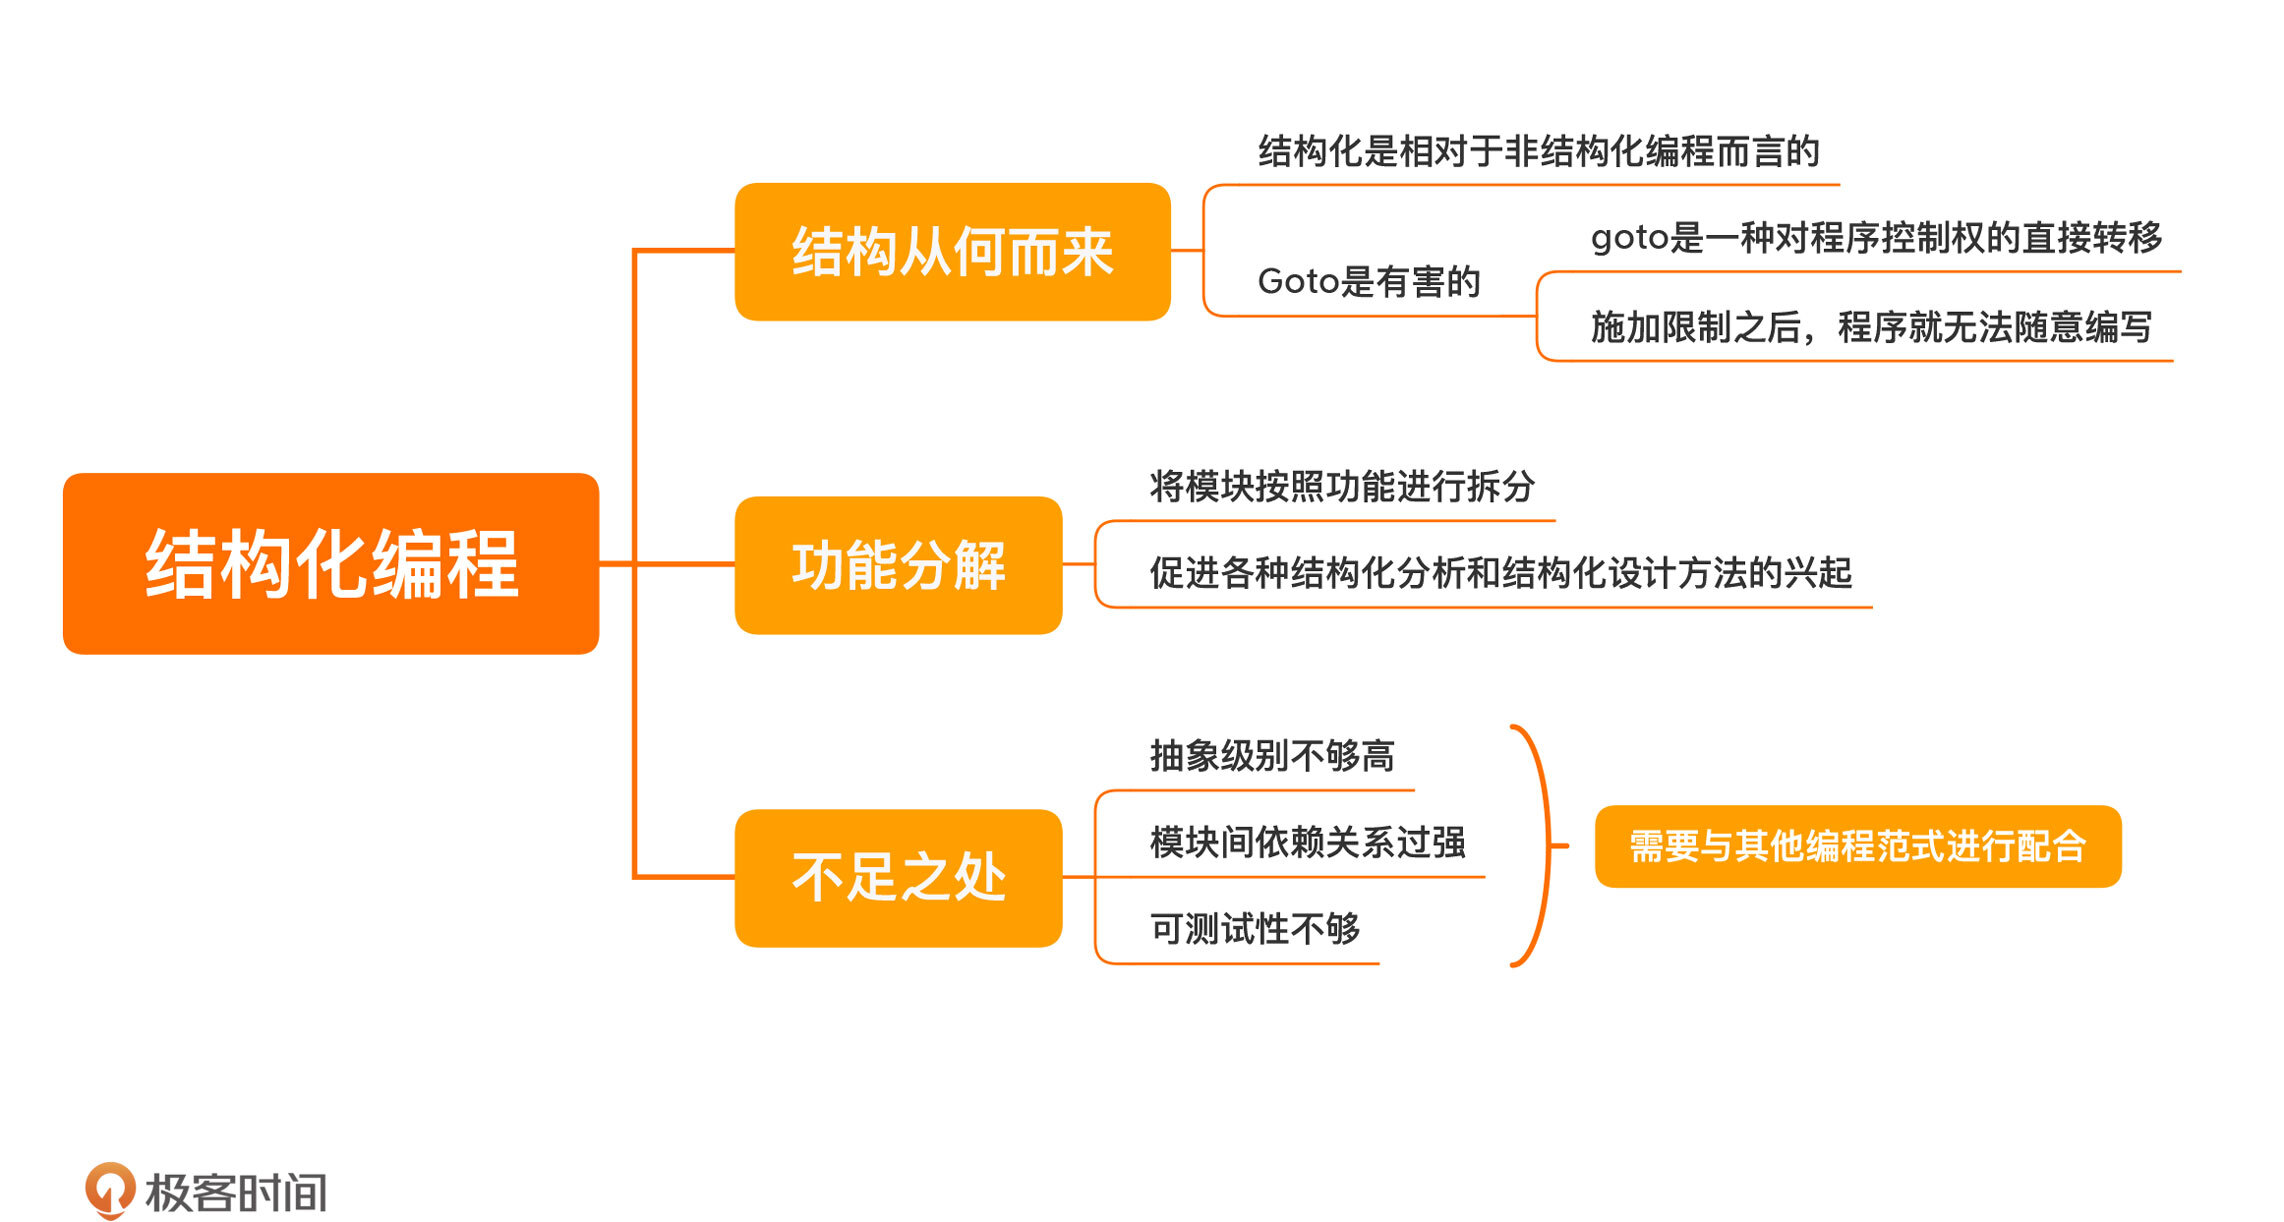 结构化编程
结构从何而来
结构化是相对于非结构化编程而言的
Goto是有害的
goto是一种对程序控制权的直接转移
施加限制之后，程序就无法随意编写
功能分解
将模块按照功能进行拆分
促进各种结构化分析和结构化设计方法的兴起
不足之处
抽象级别不够高
模块间依赖关系过强
可测试性不够
需要与其他编程范式进行配合
极客时间